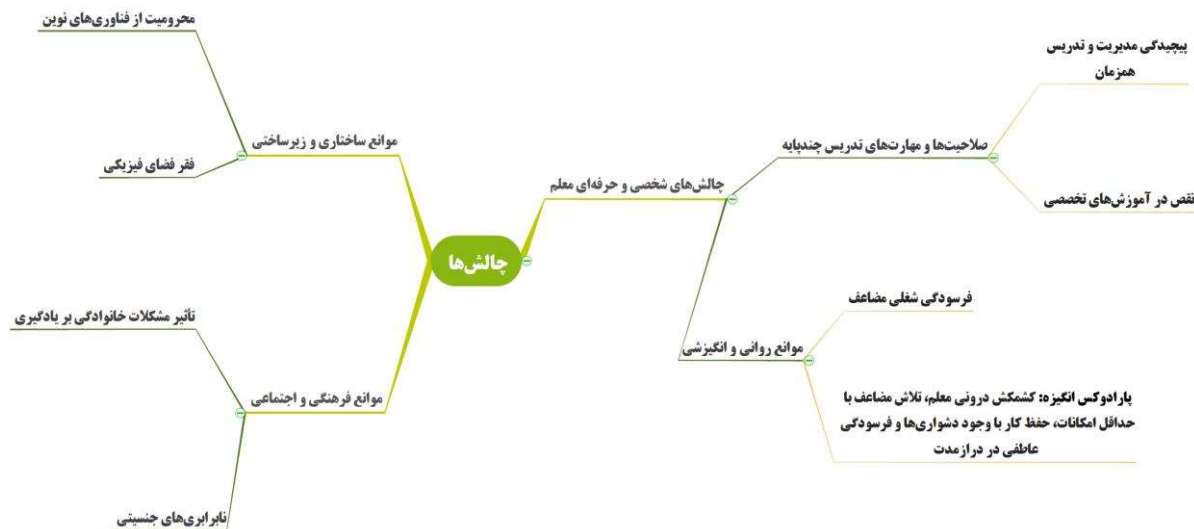 چالش‌ها
چالش‌های شخصی و حرفه‌ای معلم
صلاحیت‌ها و مهارت‌های تدریس چندپایه
پیچیدگی مدیریت و تدریس
همزمان
نقص در آموزش‌های تخصصی
موانع روانی و انگیزشی
فرسودگی شغلی مضاعف
پارادوکس انگیزه: کشمکش درونی معلم، تلاش مضاعف با
حداقل امکانات، حفظ کار با وجود دشواری‌ها و فرسودگی
عاطفی در درازمدت
موانع ساختاری و زیرساختی
محرومیت از فناوری‌های نوین
فقر فضای فیزیکی
موانع فرهنگی و اجتماعی
تأثیر مشکلات خانوادگی بر یادگیری
نابرابری‌های جنسیتی